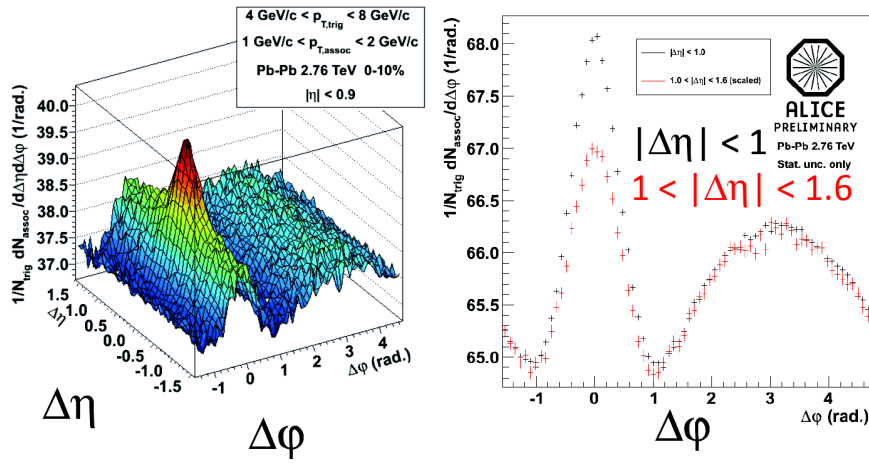 4 GeV/c < p_T,trig < 8 GeV/c
1 GeV/c < p_T,assoc < 2 GeV/c
Pb-Pb 2.76 TeV 0-10%
|η| < 0.9
1/N_trig dN_assoc/dΔηdΔφ (1/rad.)
40.0
39.5
39.0
38.5
38.0
37.5
37.0
1.5
1.0
0.5
0.0
-0.5
-1.0
-1.5
Δη
-1
0
1
2
3
4
Δφ (rad.)
Δη
Δφ
1/N_trig dN_assoc/dΔφ (1/rad.)
68.0
67.5
67.0
66.5
66.0
65.5
65.0
|Δη| < 1.0
1.0 < |Δη| < 1.6 (scaled)
ALICE
PRELIMINARY
Pb-Pb 2.76 TeV
Stat. unc. only
|Δη| < 1
1 < |Δη| < 1.6
-1
0
1
2
3
4
Δφ (rad.)
Δφ